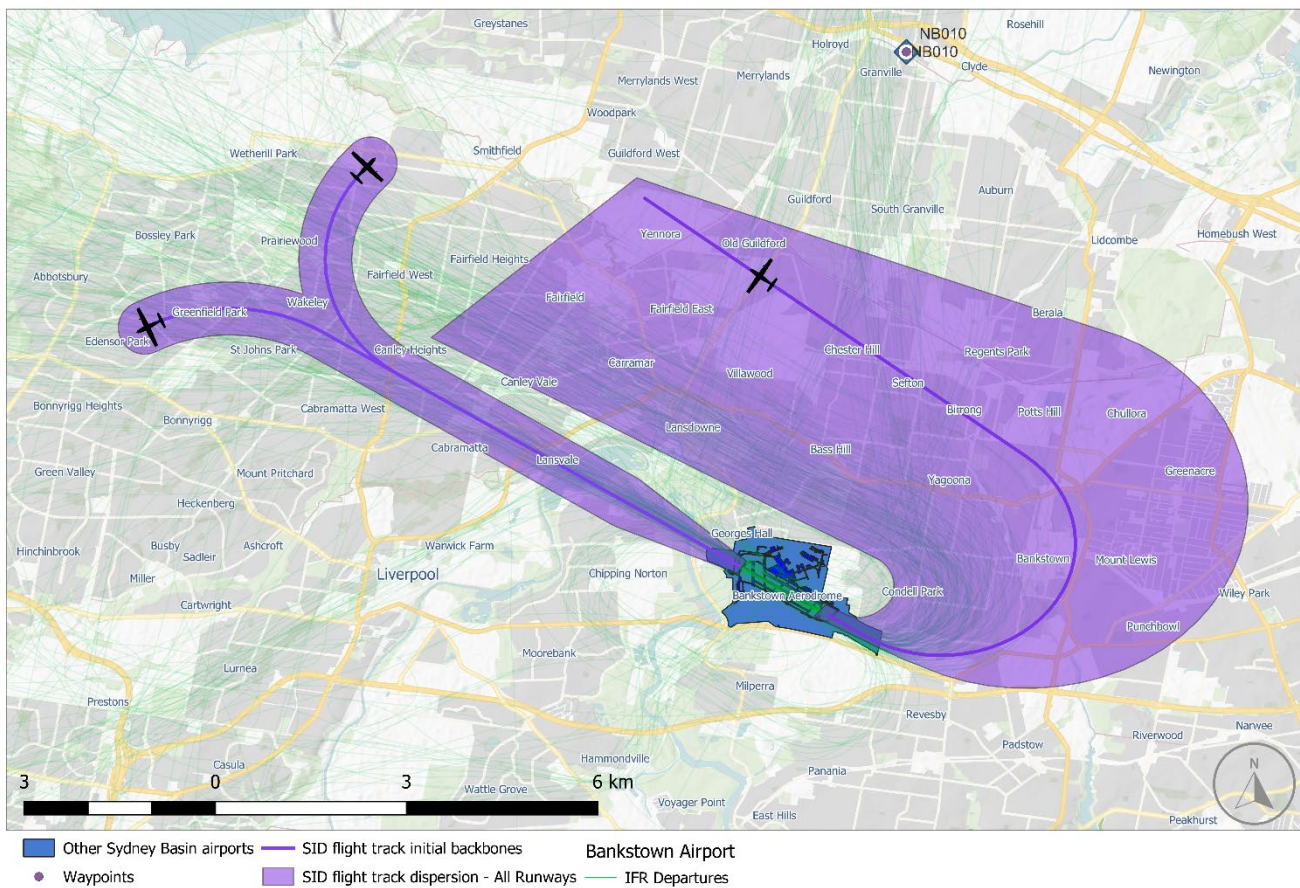 Greystanes
Rosehill
NB010
Holroyd
NB010
Clyde
Granville
Newington
Merrylands West
Merrylands
Woodpark
Wetherill Park
Smithfield
Guildford West
Auburn
Guildford
South Granville
Bossley Park
Prairiewood
Yennora
Old Guildford
Lidcombe
Homebush West
Abbotsbury
Fairfield West
Fairfield Heights
Greenfield Park
Wakeley
Fairfield
Fairfield East
Berala
Edensor Park
St Johns Park
Canley Heights
Chester Hill
Regents Park
Carramar
Villawood
Canley Vale
Sefton
Bonnyrigg Heights
Bonnyrigg
Cabramatta West
Birrong
Potts Hill
Chullora
Lansdowne
Cabramatta
Bass Hill
Green Valley
Mount Pritchard
Lansvale
Greenacre
Yagoona
Heckenberg
Georges Hall
Hinchinbrook
Busby
Ashcroft
Warwick Farm
Sadleir
Bankstown
Mount Lewis
Miller
Liverpool
Chipping Norton
Condell Park
Wiley Park
Bankstown Aerodrome
Cartwright
Punchbowl
Moorebank
Lurnea
Milperra
Prestons
Revesby
Narwee
Riverwood
Padstow
Hammondville
Casula
Panania
N
3 0 3 6 km
Wattle Grove
Voyager Point
East Hills
Peakhurst
Other Sydney Basin airports
SID flight track initial backbones
Bankstown Airport
Waypoints
SID flight track dispersion - All Runways
IFR Departures